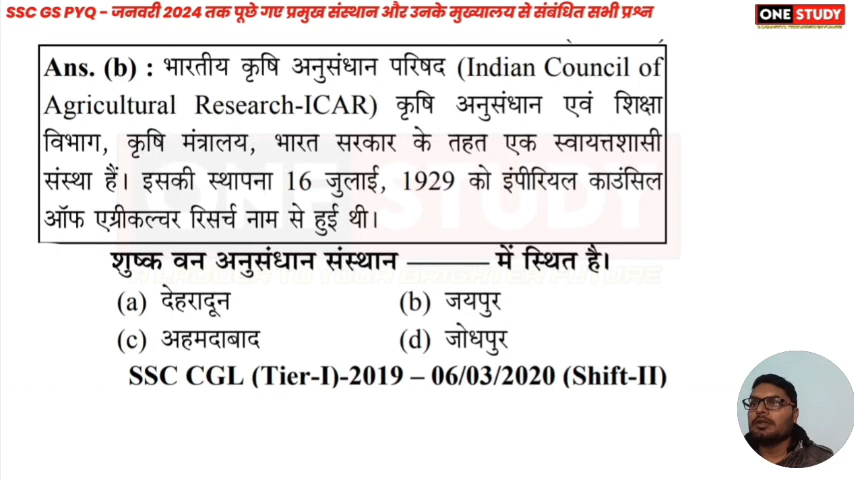 SSC GS PYQ - जनवरी 2024 तक पूछे गए प्रमुख संस्थान और उनके मुख्यालय से संबंधित सभी प्रश्न
ONE STUDY
Ans. (b) : भारतीय कृषि अनुसंधान परिषद (Indian Council of
Agricultural Research-ICAR) कृषि अनुसंधान एवं शिक्षा
विभाग, कृषि मंत्रालय, भारत सरकार के तहत एक स्वायत्तशासी
संस्था हैं। इसकी स्थापना 16 जुलाई, 1929 को इंपीरियल काउंसिल
ऑफ एग्रीकल्चर रिसर्च नाम से हुई थी।
ONE STUDY
शुष्क वन अनुसंधान संस्थान ——— में स्थित है।
(a) देहरादून (b) जयपुर
(c) अहमदाबाद (d) जोधपुर
SSC CGL (Tier-I)-2019 – 06/03/2020 (Shift-II)